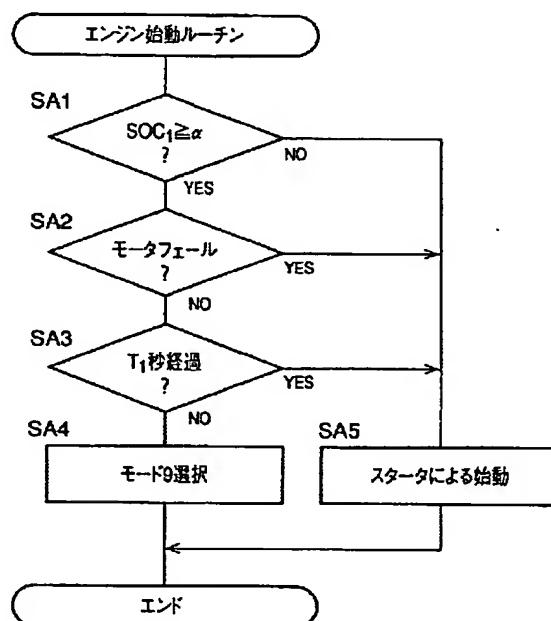 エンジン始動ルーチン
SA1
SOC₁≧α
?
NO
YES
SA2
モータフェール
?
YES
NO
SA3
T₁秒経過
?
YES
NO
SA4
モード9選択
SA5
スタータによる始動
エンド